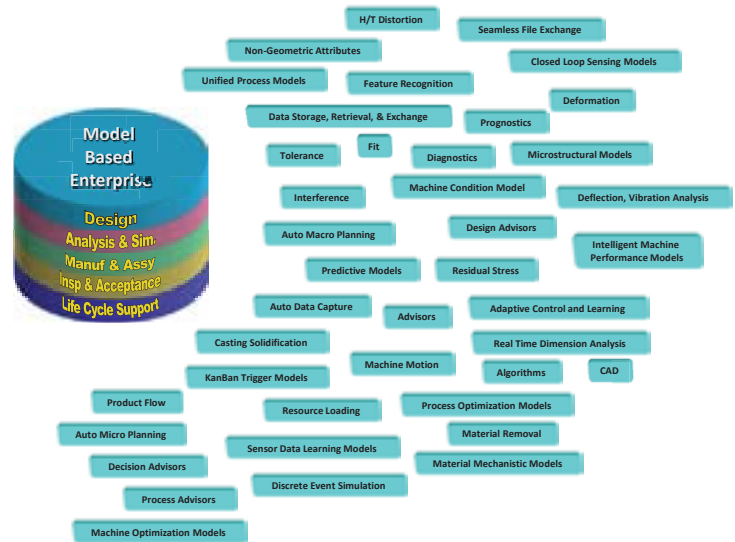 H/T Distortion
Seamless File Exchange
Non-Geometric Attributes
Closed Loop Sensing Models
Unified Process Models
Feature Recognition
Deformation
Data Storage, Retrieval, & Exchange
Prognostics
Model
Based
Enterprise
Fit
Tolerance
Diagnostics
Microstructural Models
Machine Condition Model
Interference
Deflection, Vibration Analysis
Design
Design Advisors
Auto Macro Planning
Analysis & Sim.
Intelligent Machine
Performance Models
Manuf & Assy
Predictive Models
Residual Stress
Insp & Acceptance
Life Cycle Support
Auto Data Capture
Advisors
Adaptive Control and Learning
Casting Solidification
Real Time Dimension Analysis
Machine Motion
CAD
Algorithms
KanBan Trigger Models
Product Flow
Resource Loading
Process Optimization Models
Auto Micro Planning
Material Removal
Sensor Data Learning Models
Decision Advisors
Material Mechanistic Models
Discrete Event Simulation
Process Advisors
Machine Optimization Models